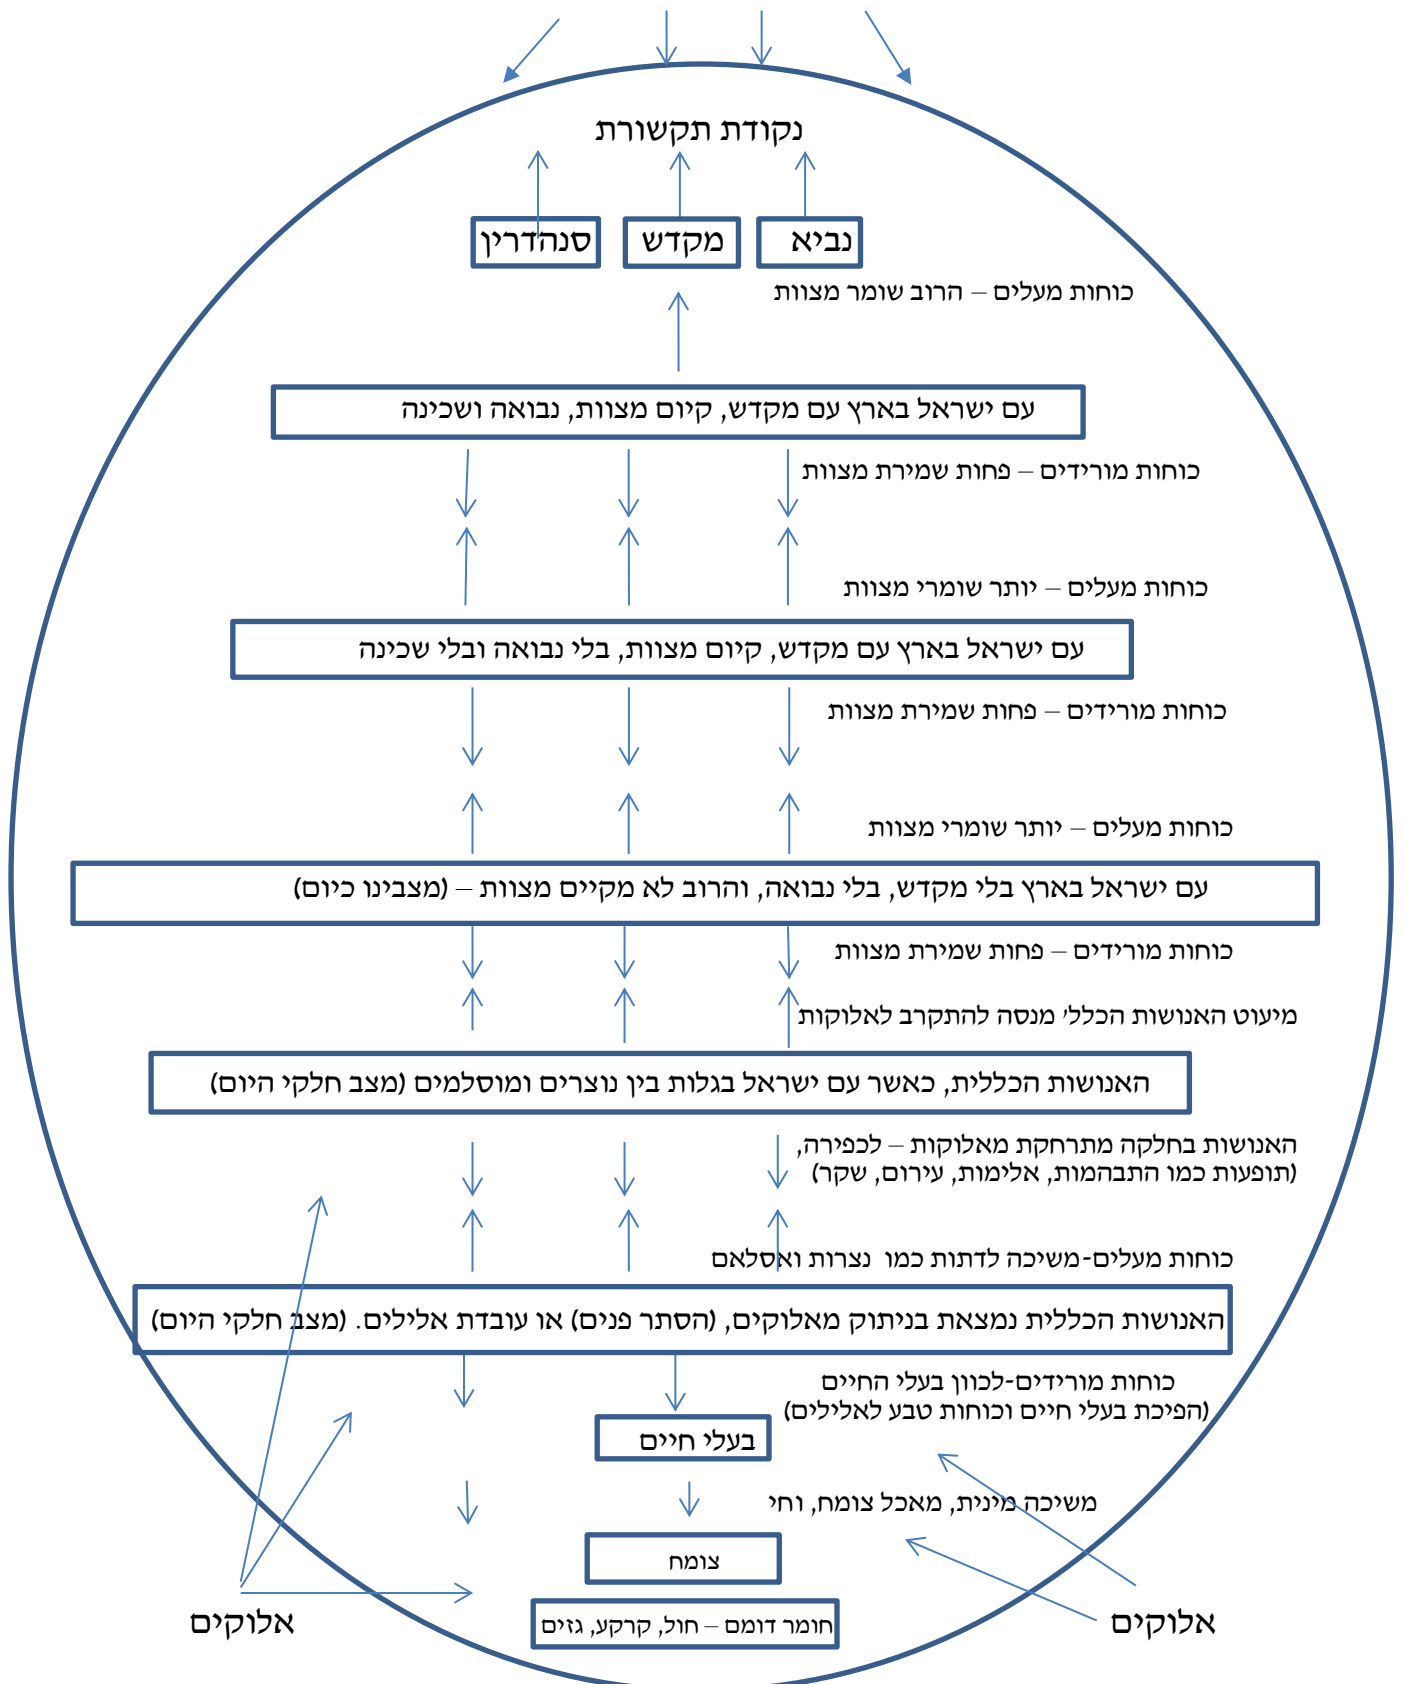 נקודת תקשורת
נביא
מקדש
סנהדרין
כוחות מעלים – הרוב שומר מצוות
עם ישראל בארץ עם מקדש, קיום מצוות, נבואה ושכינה
כוחות מורידים – פחות שמירת מצוות
כוחות מעלים – יותר שומרי מצוות
עם ישראל בארץ עם מקדש, קיום מצוות, בלי נבואה ובלי שכינה
כוחות מורידים – פחות שמירת מצוות
כוחות מעלים – יותר שומרי מצוות
עם ישראל בארץ בלי מקדש, בלי נבואה, והרוב לא מקיים מצוות – (מצבינו כיום)
כוחות מורידים – פחות שמירת מצוות
מיעוט האנושות הכלל' מנסה להתקרב לאלוקות
האנושות הכללית, כאשר עם ישראל בגלות בין נוצרים ומוסלמים (מצב חלקי היום)
האנושות בחלקה מתרחקת מאלוקות – לכפירה,
(תופעות כמו התבהמות, אלימות, עירום, שקר)
כוחות מעלים-משיכה לדתות כמו נצרות ואסלאם
האנושות הכללית נמצאת בניתוק מאלוקים, (הסתר פנים) או עובדת אלילים. (מצב חלקי היום)
כוחות מורידים-לכוון בעלי החיים
(הפיכת בעלי חיים וכוחות טבע לאלילים)
בעלי חיים
משיכה מינית, מאכל צומח, וחי
צומח
חומר דומם – חול, קרקע, גזים
אלוקים
אלוקים